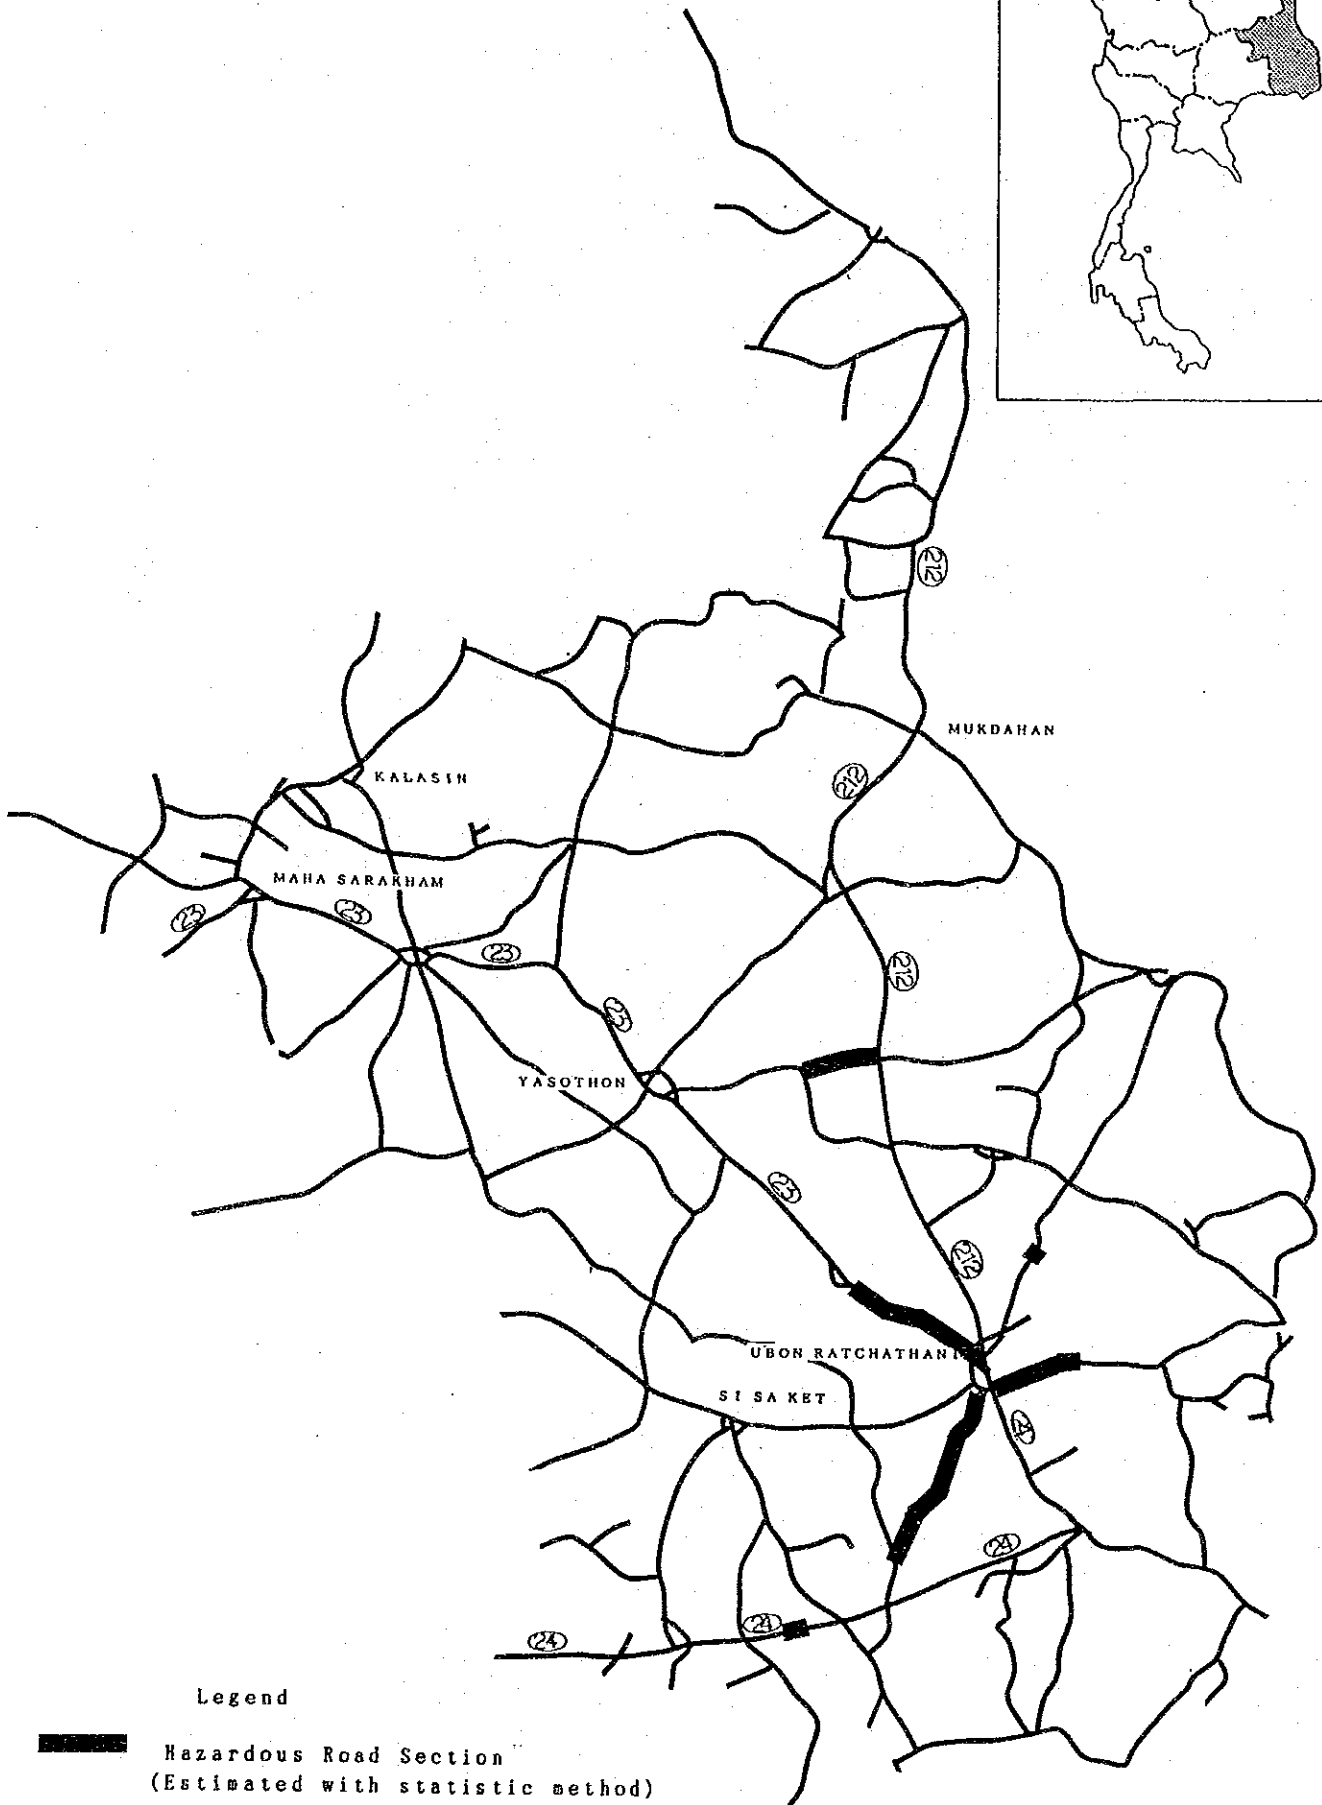 212
MUKDAHAN
212
KALASIN
MAHA SARAKHAM
23
23
23
212
23
YASOTHON
23
212
UBON RATCHATHANI
SI SA KET
24
24
24
24
Legend
Hazardous Road Section
(Estimated with statistic method)